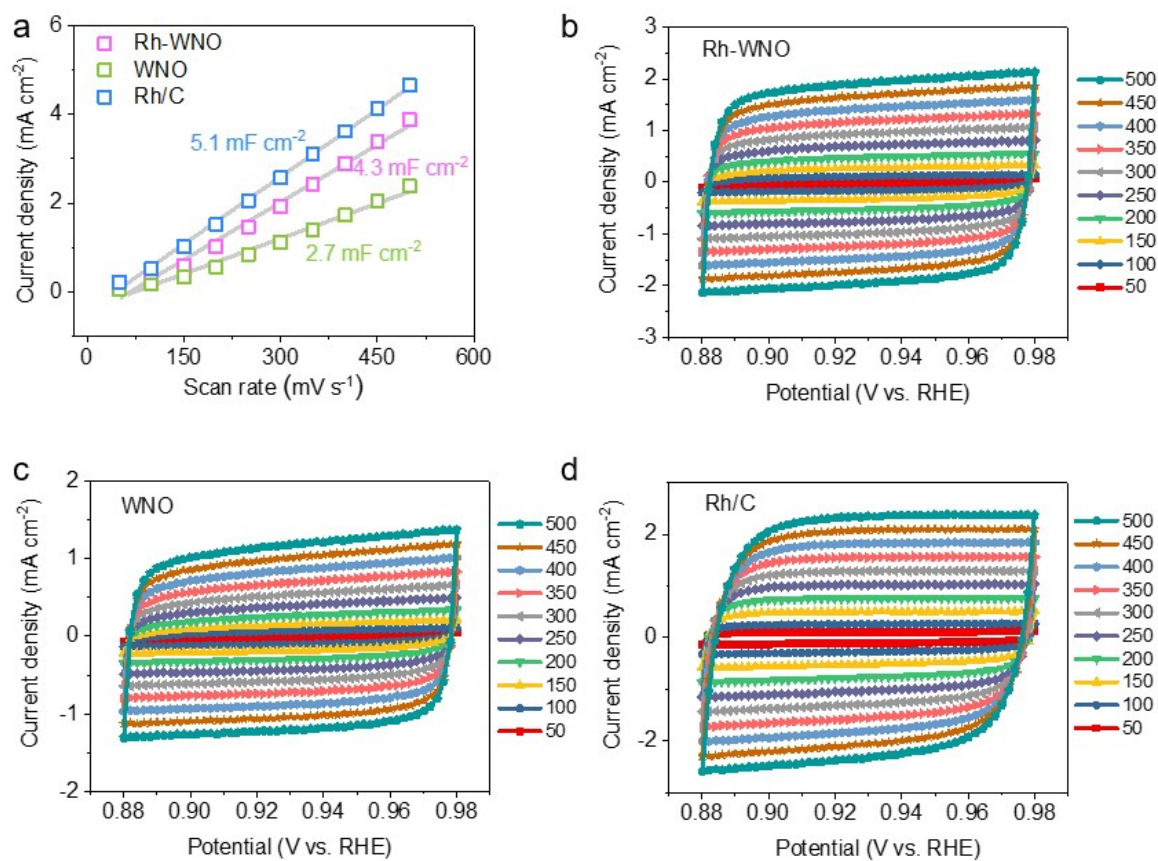 a
Current density (mA cm⁻²)
6
4
2
0
Rh-WNO
WNO
Rh/C
5.1 mF cm⁻²
4.3 mF cm⁻²
2.7 mF cm⁻²
0 150 300 450 600
Scan rate (mV s⁻¹)
b
Current density (mA cm⁻²)
3
2
1
0
-1
-2
-3
Rh-WNO
0.88 0.90 0.92 0.94 0.96 0.98
Potential (V vs. RHE)
500
450
400
350
300
250
200
150
100
50
c
Current density (mA cm⁻²)
2
1
0
-1
-2
WNO
0.88 0.90 0.92 0.94 0.96 0.98
Potential (V vs. RHE)
500
450
400
350
300
250
200
150
100
50
d
Current density (mA cm⁻²)
2
0
-2
Rh/C
0.88 0.90 0.92 0.94 0.96 0.98
Potential (V vs. RHE)
500
450
400
350
300
250
200
150
100
50